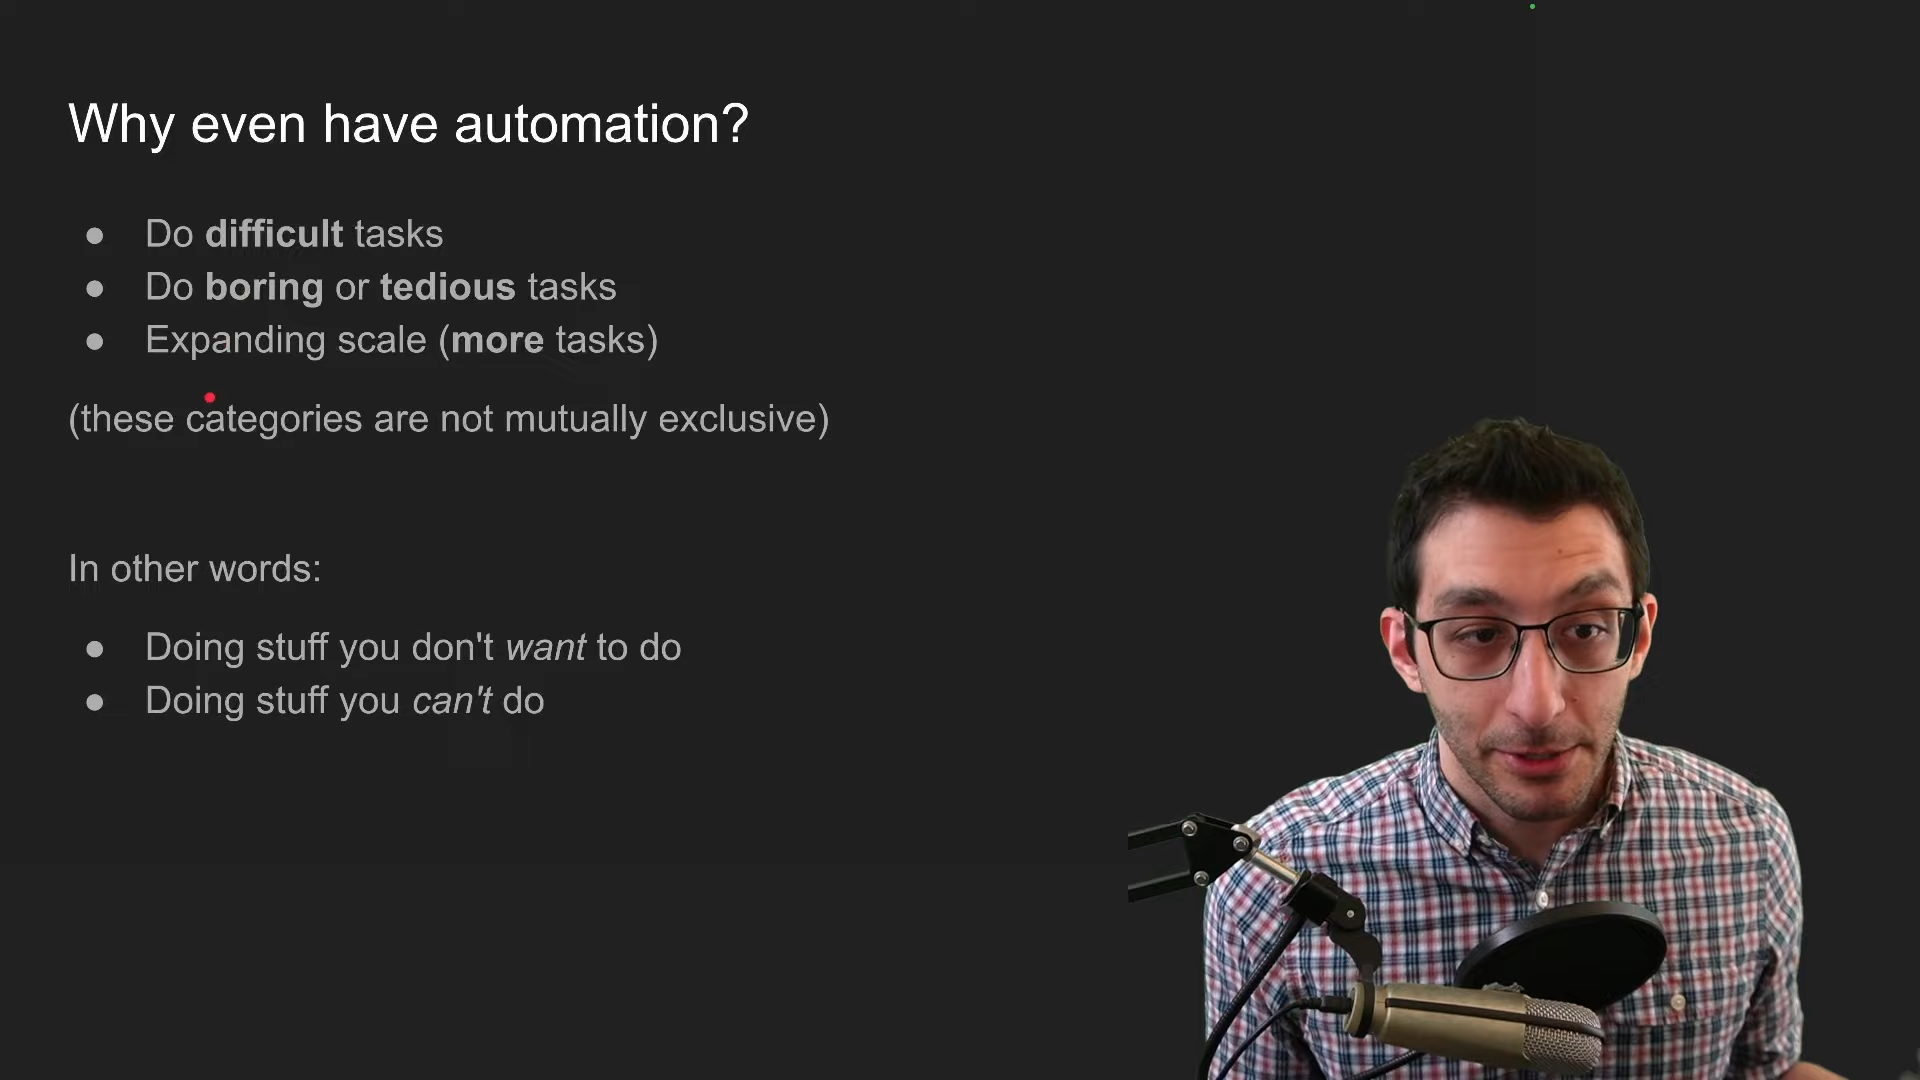 Why even have automation?
● Do difficult tasks
● Do boring or tedious tasks
● Expanding scale (more tasks)
(these categories are not mutually exclusive)
In other words:
● Doing stuff you don't want to do
● Doing stuff you can't do